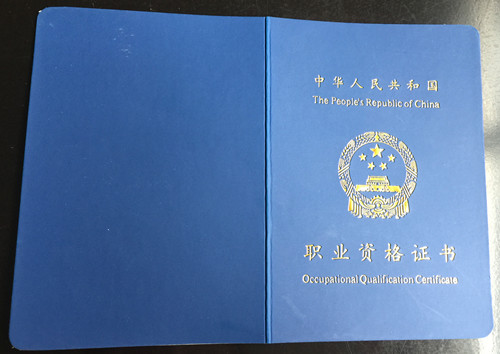 中华人民共和国
The People's Republic of China
职业资格证书
Occupational Qualification Certificate